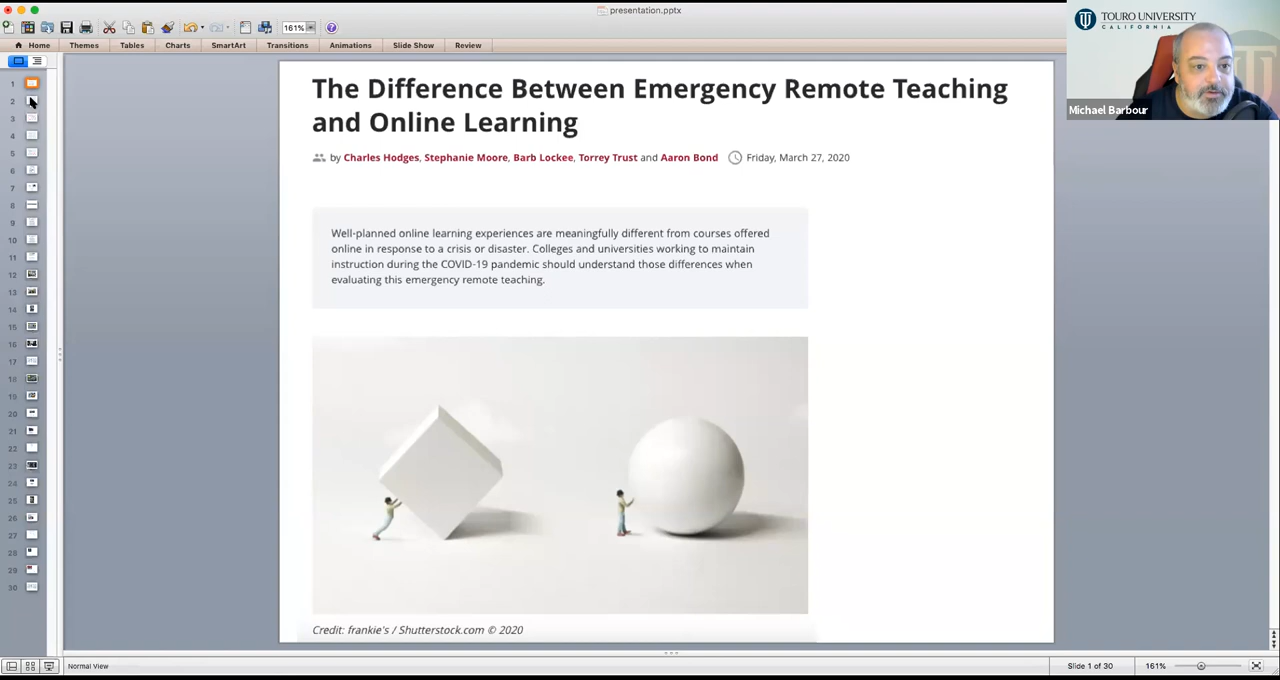 presentation.pptx
161%
Home Themes Tables Charts SmartArt Transitions Animations Slide Show Review
TOURO UNIVERSITY
CALIFORNIA
Michael Barbour
1
2
3
4
5
6
7
8
9
10
11
12
13
14
15
16
17
18
19
20
21
22
23
24
25
26
27
28
29
30
The Difference Between Emergency Remote Teaching
and Online Learning
by Charles Hodges, Stephanie Moore, Barb Lockee, Torrey Trust and Aaron Bond Friday, March 27, 2020
Well-planned online learning experiences are meaningfully different from courses offered
online in response to a crisis or disaster. Colleges and universities working to maintain
instruction during the COVID-19 pandemic should understand those differences when
evaluating this emergency remote teaching.
Credit: frankie's / Shutterstock.com © 2020
Normal View
Slide 1 of 30
161%